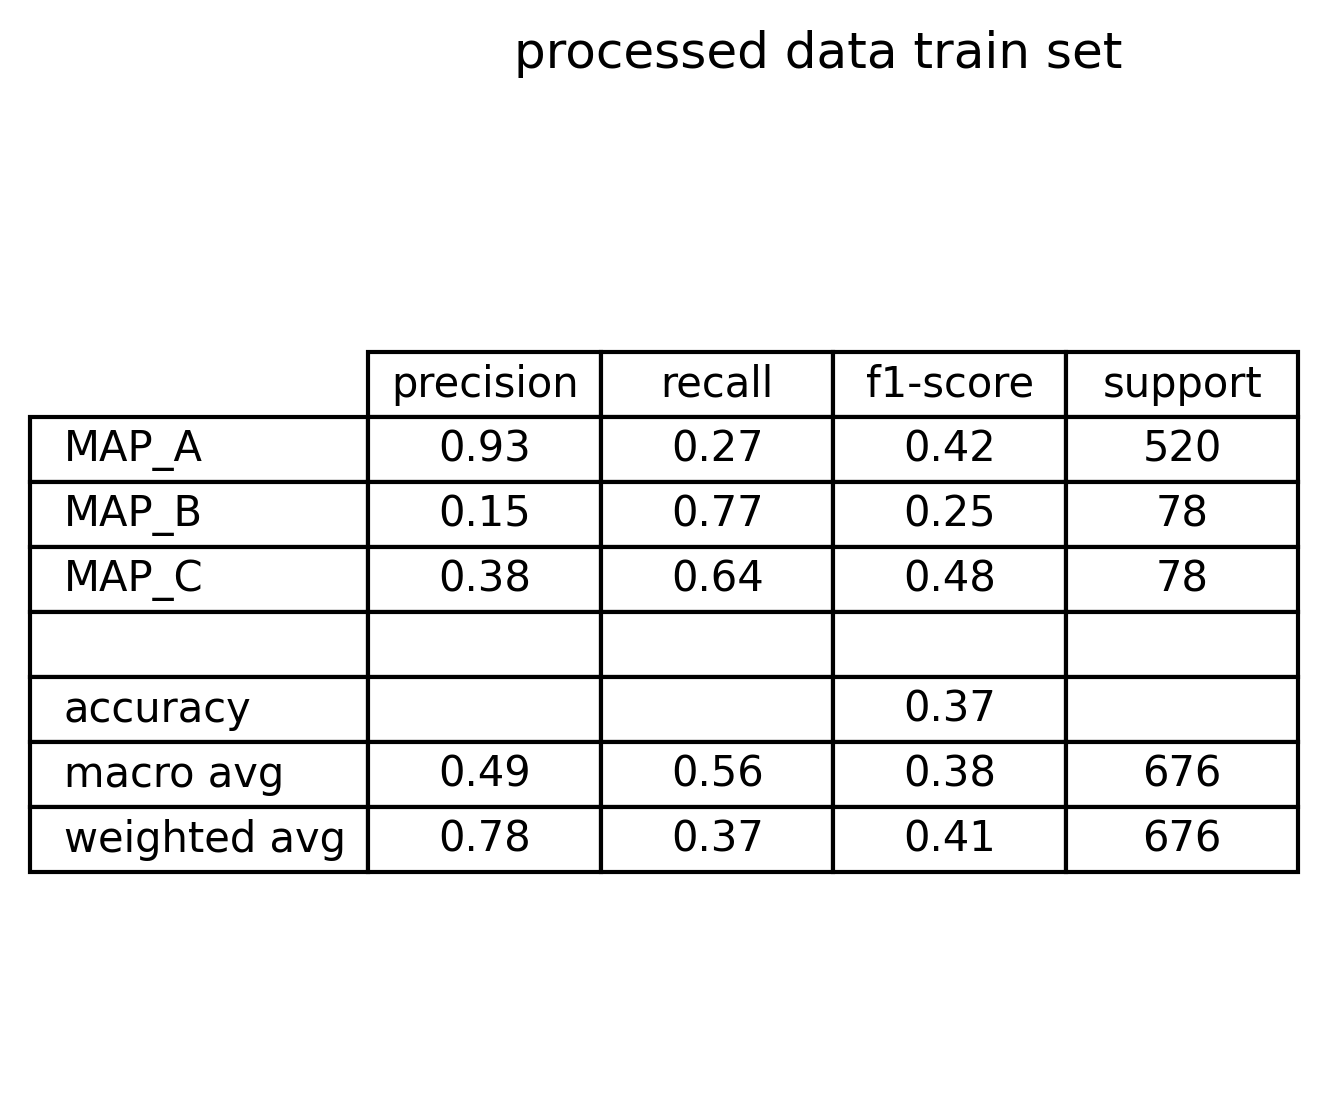 processed data train set
precision recall f1-score support
MAP_A 0.93 0.27 0.42 520
MAP_B 0.15 0.77 0.25 78
MAP_C 0.38 0.64 0.48 78
accuracy 0.37
macro avg 0.49 0.56 0.38 676
weighted avg 0.78 0.37 0.41 676